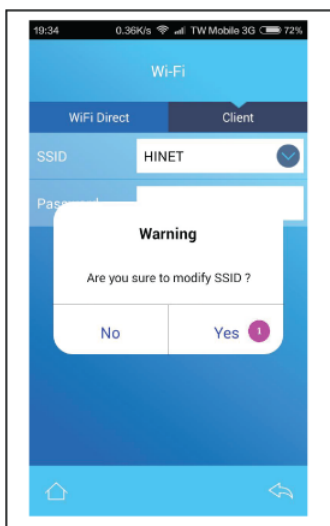 19:34 0.36K/s TW Mobile 3G 72%
Wi-Fi
WiFi Direct Client
SSID HINET
Warning
Are you sure to modify SSID ?
No Yes 1